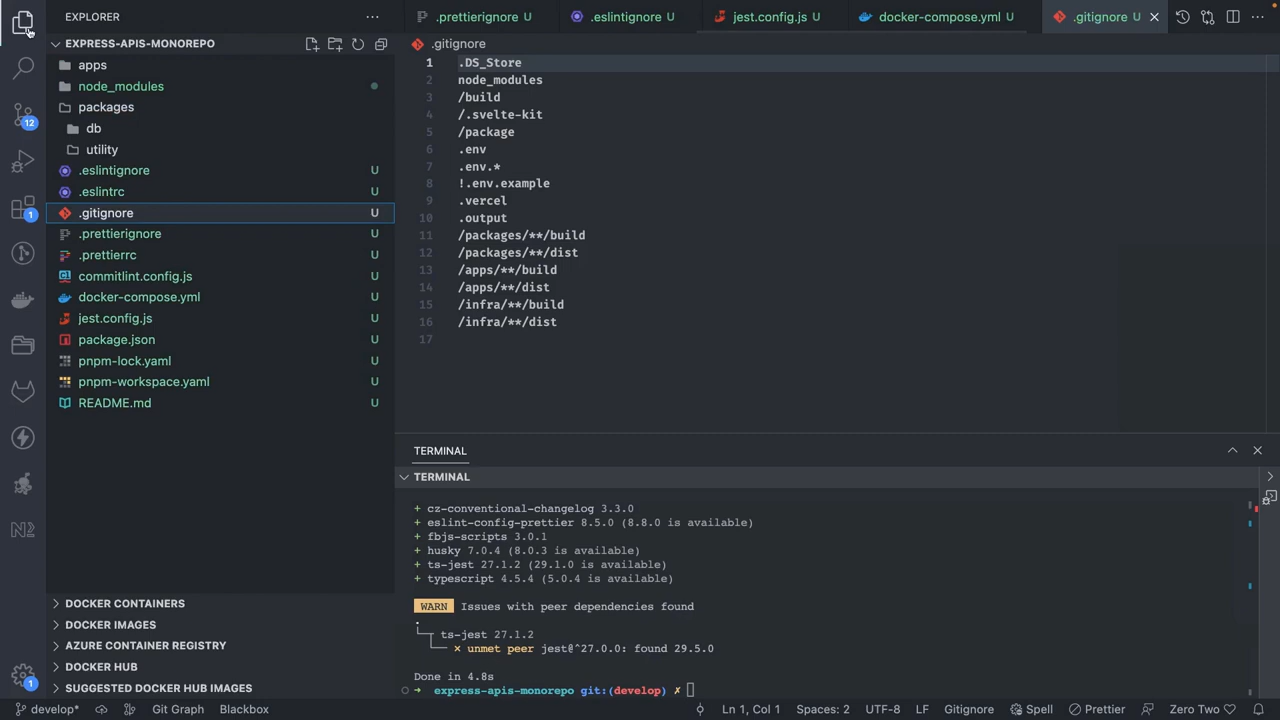 EXPLORER
.prettierignore U
.eslintignore U
jest.config.js U
docker-compose.yml U
.gitignore U
EXPRESS-APIS-MONOREPO
apps
node_modules
packages
db
utility
.eslintignore U
.eslintrc U
.gitignore U
.prettierignore U
.prettierrc U
commitlint.config.js U
docker-compose.yml U
jest.config.js U
package.json U
pnpm-lock.yaml U
pnpm-workspace.yaml U
README.md U
DOCKER CONTAINERS
DOCKER IMAGES
AZURE CONTAINER REGISTRY
DOCKER HUB
SUGGESTED DOCKER HUB IMAGES
12
1
1
.gitignore
1 .DS_Store
2 node_modules
3 /build
4 /.svelte-kit
5 /package
6 .env
7 .env.*
8 !.env.example
9 .vercel
10 .output
11 /packages/**/build
12 /packages/**/dist
13 /apps/**/build
14 /apps/**/dist
15 /infra/**/build
16 /infra/**/dist
17
TERMINAL
TERMINAL
+ cz-conventional-changelog 3.3.0
+ eslint-config-prettier 8.5.0 (8.8.0 is available)
+ fbjs-scripts 3.0.1
+ husky 7.0.4 (8.0.3 is available)
+ ts-jest 27.1.2 (29.1.0 is available)
+ typescript 4.5.4 (5.0.4 is available)
WARN Issues with peer dependencies found
.
└─┬ ts-jest 27.1.2
└── × unmet peer jest@^27.0.0: found 29.5.0
Done in 4.8s
➜ express-apis-monorepo git:(develop) ✗
develop* Git Graph Blackbox Ln 1, Col 1 Spaces: 2 UTF-8 LF Gitignore Spell Prettier Zero Two